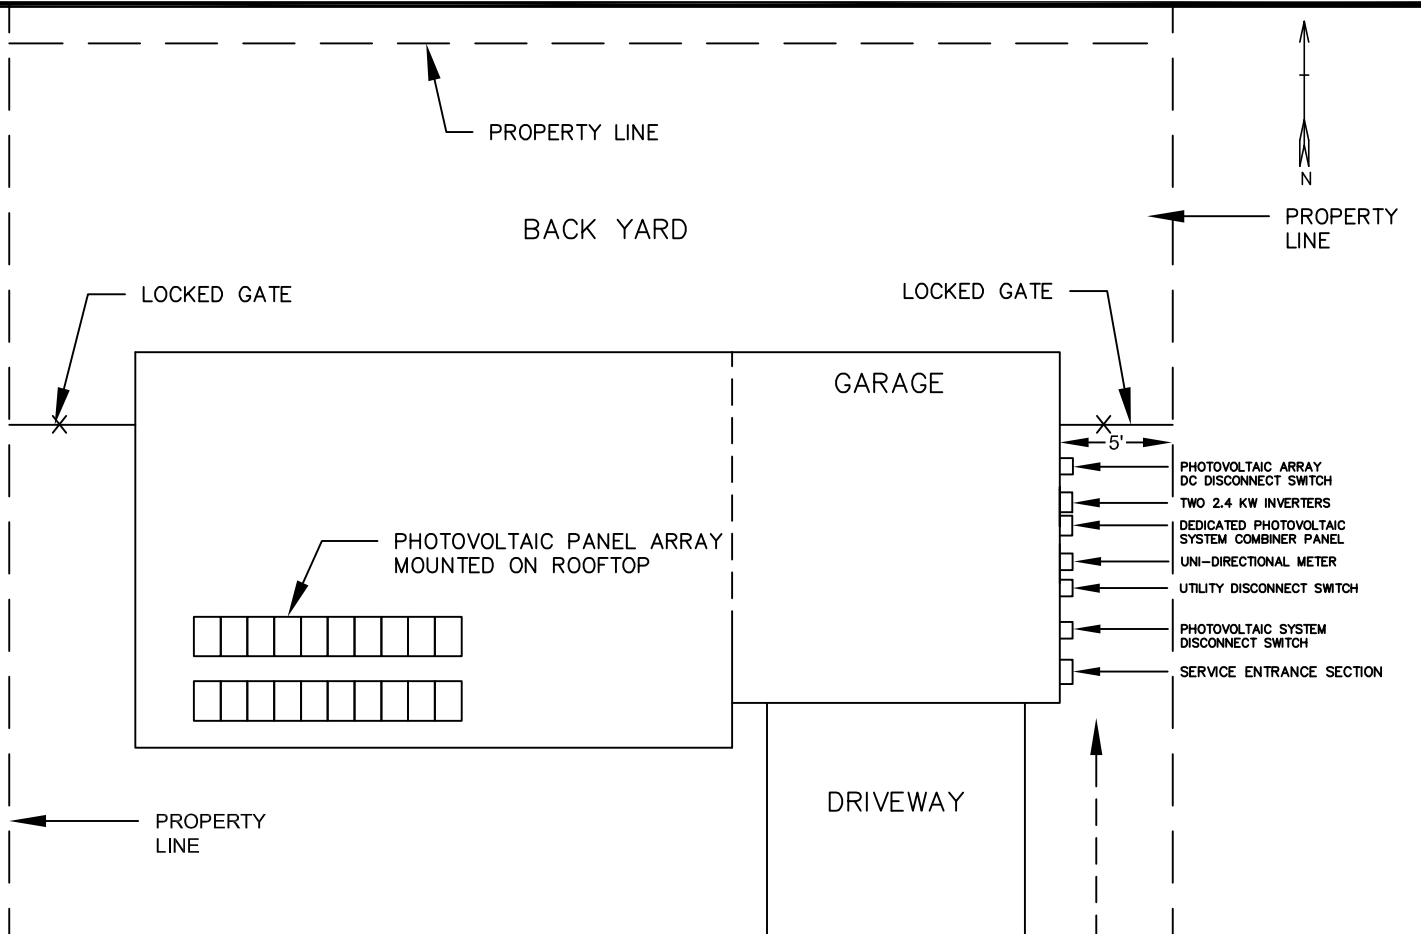 PROPERTY LINE
N
PROPERTY
LINE
BACK YARD
LOCKED GATE
LOCKED GATE
GARAGE
5'
PHOTOVOLTAIC ARRAY
DC DISCONNECT SWITCH
TWO 2.4 KW INVERTERS
DEDICATED PHOTOVOLTAIC
SYSTEM COMBINER PANEL
UNI-DIRECTIONAL METER
UTILITY DISCONNECT SWITCH
PHOTOVOLTAIC SYSTEM
DISCONNECT SWITCH
SERVICE ENTRANCE SECTION
PHOTOVOLTAIC PANEL ARRAY
MOUNTED ON ROOFTOP
DRIVEWAY
PROPERTY
LINE